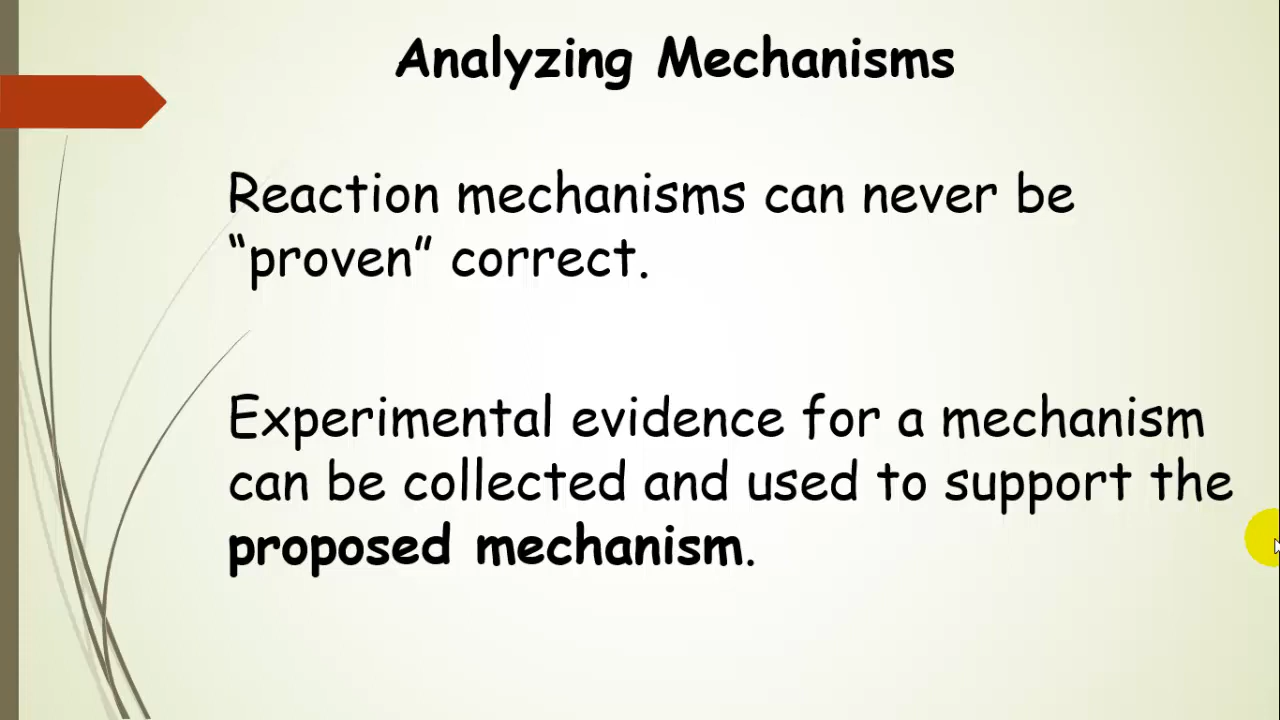 Analyzing Mechanisms
Reaction mechanisms can never be
“proven” correct.
Experimental evidence for a mechanism
can be collected and used to support the
proposed mechanism.